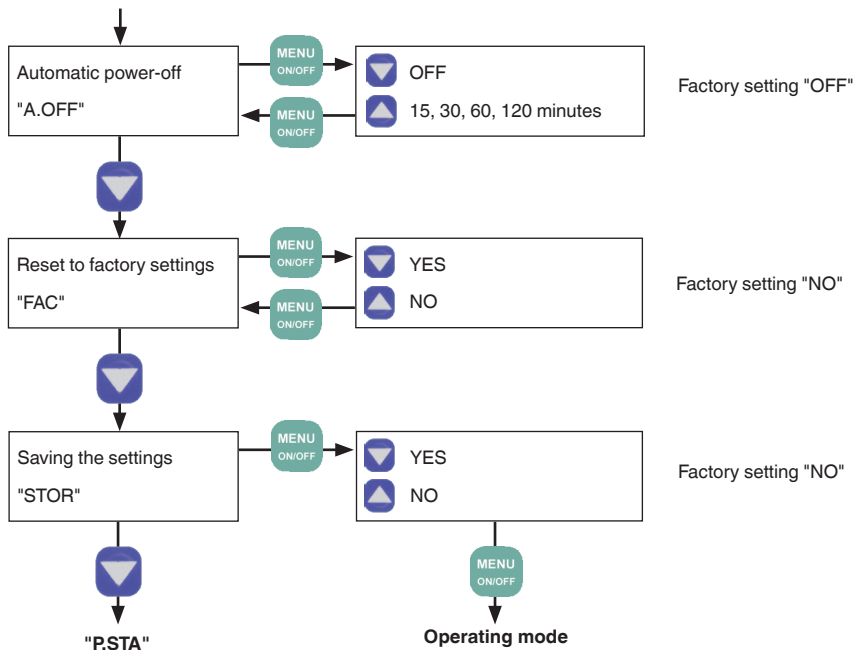 Automatic power-off
"A.OFF"
MENU
ON/OFF
MENU
ON/OFF
OFF
15, 30, 60, 120 minutes
Factory setting "OFF"
Reset to factory settings
"FAC"
MENU
ON/OFF
MENU
ON/OFF
YES
NO
Factory setting "NO"
Saving the settings
"STOR"
MENU
ON/OFF
YES
NO
Factory setting "NO"
MENU
ON/OFF
"P.STA"
Operating mode